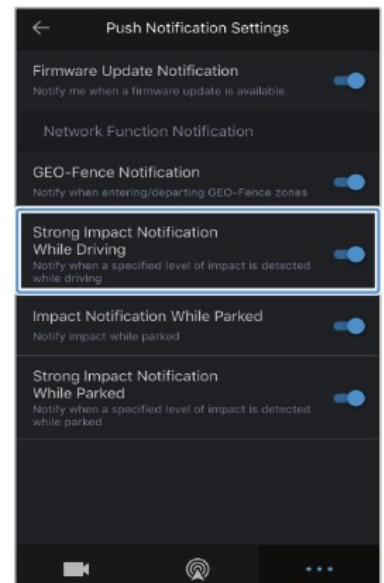 Push Notification Settings
Firmware Update Notification
Notify me when a firmware update is available.
Network Function Notification
GEO-Fence Notification
Notify when entering/departing GEO-Fence zones
Strong Impact Notification
While Driving
Notify when a specified level of impact is detected
while driving
Impact Notification While Parked
Notify impact while parked
Strong Impact Notification
While Parked
Notify when a specified level of impact is detected
while parked